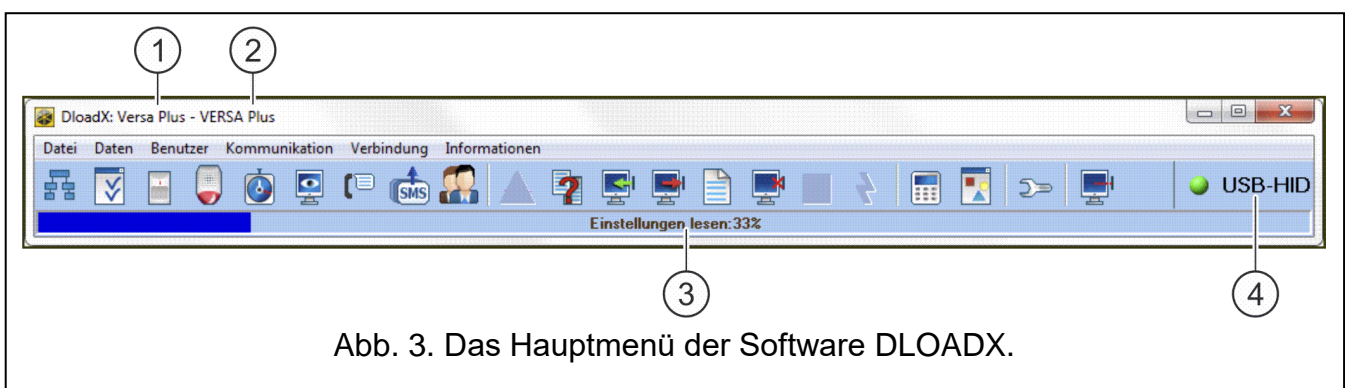 1 2
DloadX: Versa Plus - VERSA Plus
Datei Daten Benutzer Kommunikation Verbindung Informationen
SMS ? USB-HID
Einstellungen lesen:33%
3 4
Abb. 3. Das Hauptmenü der Software DLOADX.